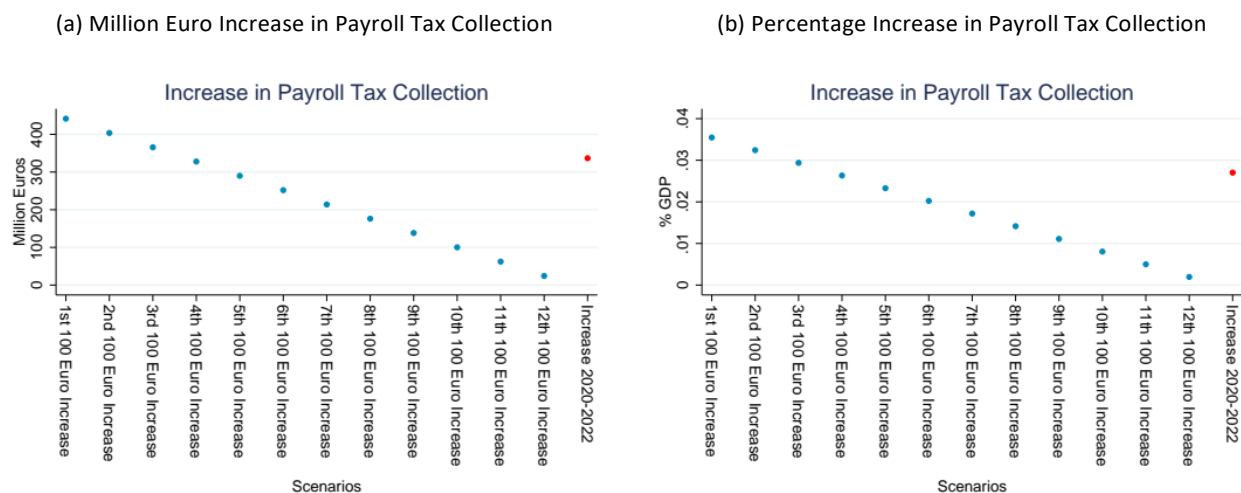 (a) Million Euro Increase in Payroll Tax Collection
Increase in Payroll Tax Collection
Million Euros
400
300
200
100
0
1st 100 Euro Increase
2nd 100 Euro Increase
3rd 100 Euro Increase
4th 100 Euro Increase
5th 100 Euro Increase
6th 100 Euro Increase
7th 100 Euro Increase
8th 100 Euro Increase
9th 100 Euro Increase
10th 100 Euro Increase
11th 100 Euro Increase
12th 100 Euro Increase
Increase 2020-2022
Scenarios
(b) Percentage Increase in Payroll Tax Collection
Increase in Payroll Tax Collection
% GDP
.04
.03
.02
.01
0
1st 100 Euro Increase
2nd 100 Euro Increase
3rd 100 Euro Increase
4th 100 Euro Increase
5th 100 Euro Increase
6th 100 Euro Increase
7th 100 Euro Increase
8th 100 Euro Increase
9th 100 Euro Increase
10th 100 Euro Increase
11th 100 Euro Increase
12th 100 Euro Increase
Increase 2020-2022
Scenarios